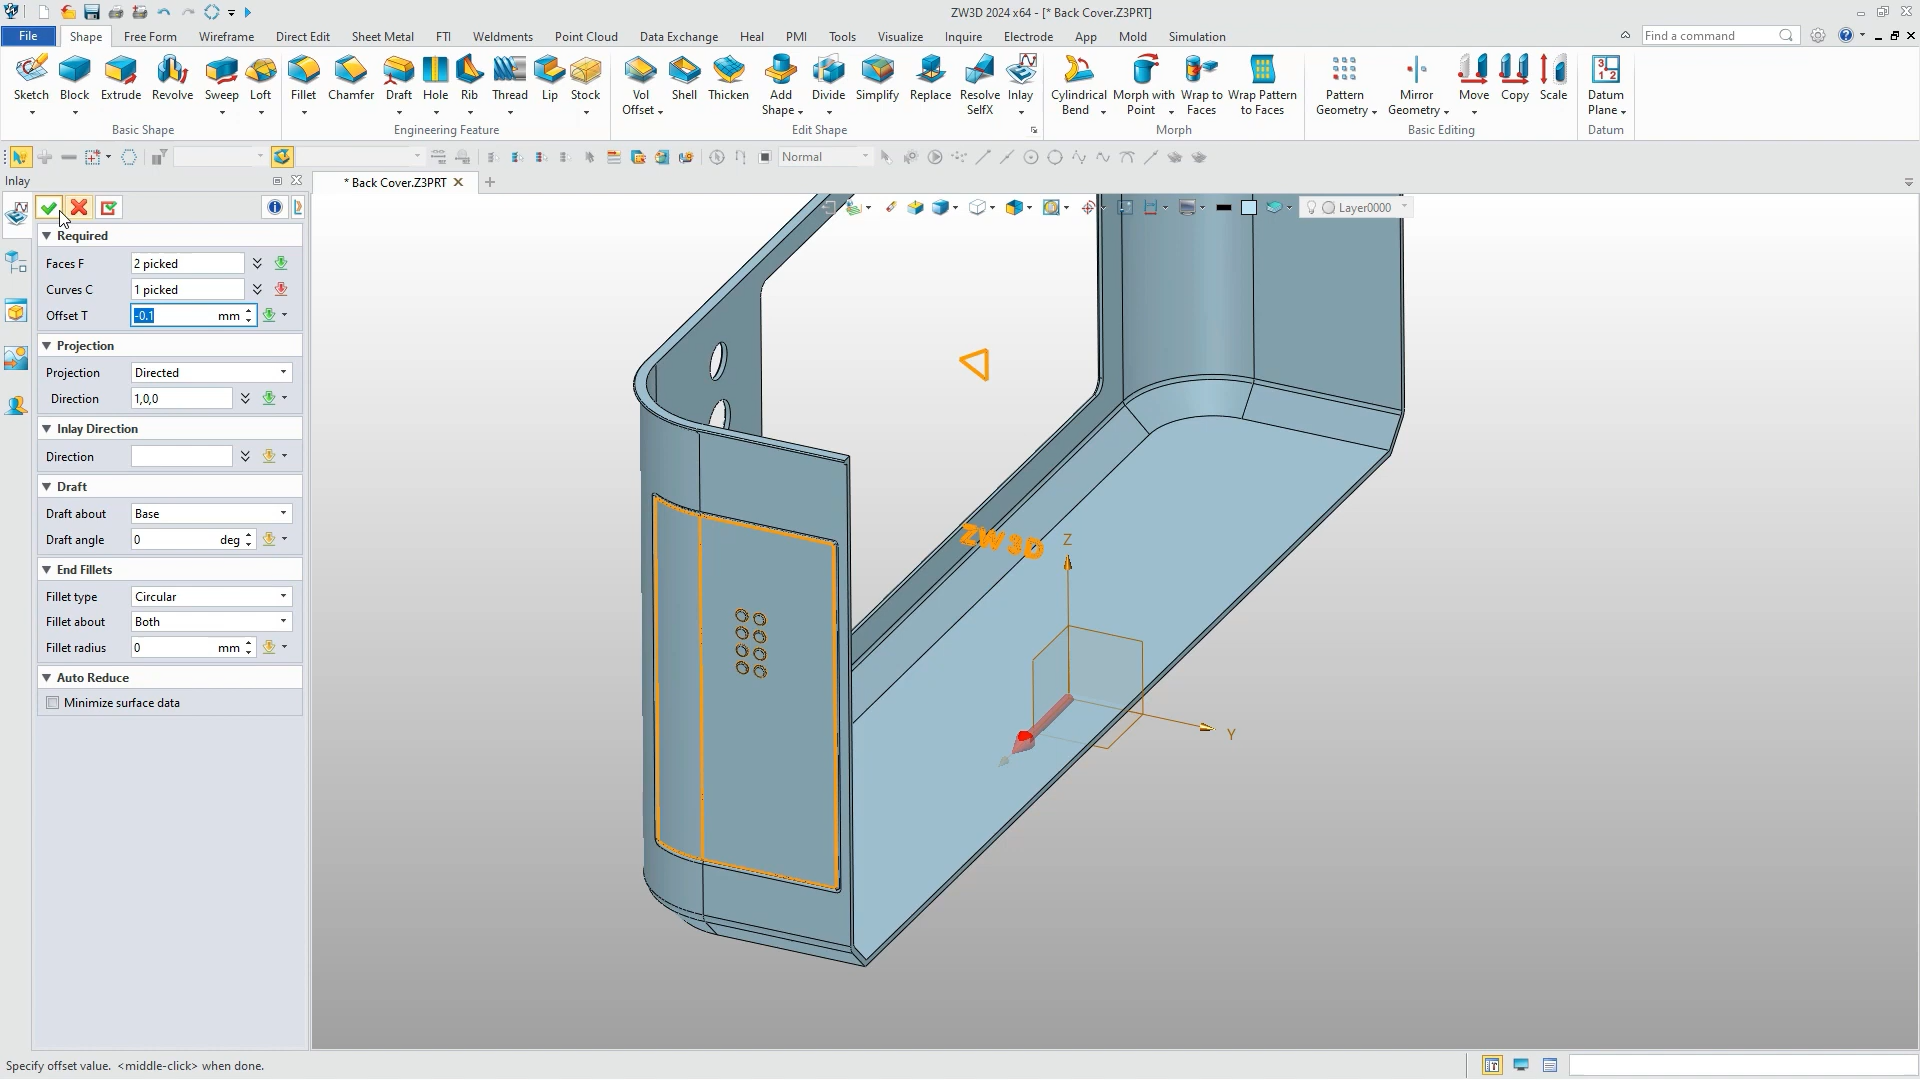 ZW3D 2024 x64 - [* Back Cover.Z3PRT]
File Shape Free Form Wireframe Direct Edit Sheet Metal FTI Weldments Point Cloud Data Exchange Heal PMI Tools Visualize Inquire Electrode App Mold Simulation Find a command
Sketch Block Extrude Revolve Sweep Loft Fillet Chamfer Draft Hole Rib Thread Lip Stock Vol Offset Shell Thicken Add Shape Divide Simplify Replace Resolve SelfX Inlay Cylindrical Bend Morph with Point Wrap to Faces Wrap Pattern to Faces Pattern Geometry Mirror Geometry Move Copy Scale Datum Plane
Basic Shape Engineering Feature Edit Shape Morph Basic Editing Datum
Normal
Inlay
* Back Cover.Z3PRT
Layer0000
Required
Faces F 2 picked
Curves C 1 picked
Offset T -0.1 mm
Projection
Projection Directed
Direction 1,0,0
Inlay Direction
Direction
Draft
Draft about Base
Draft angle 0 deg
End Fillets
Fillet type Circular
Fillet about Both
Fillet radius 0 mm
Auto Reduce
Minimize surface data
ZW3D
Z
Y
Specify offset value. <middle-click> when done.